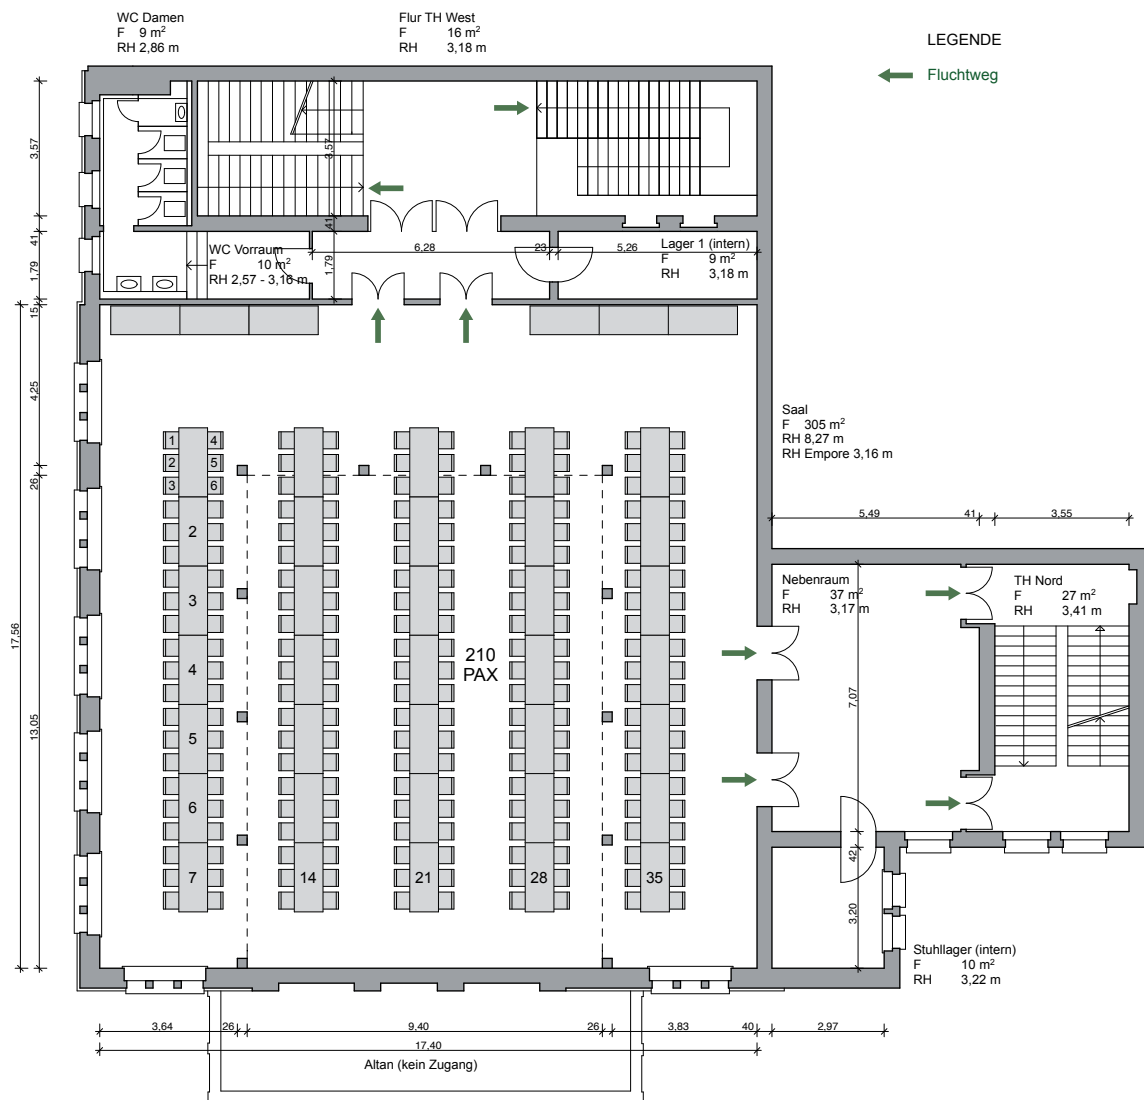 WC Damen
F 9 m²
RH 2,86 m
Flur TH West
F 16 m²
RH 3,18 m
LEGENDE
Fluchtweg
3,57
3,57
41
41
1,79
1,79
15
WC Vorraum
F 10 m²
RH 2,57 - 3,16 m
6,28
23
5,26
Lager 1 (intern)
F 9 m²
RH 3,18 m
4,25
26
17,56
13,05
Saal
F 305 m²
RH 8,27 m
RH Empore 3,16 m
1
4
2
5
3
6
2
3
4
5
6
7
14
21
28
35
210
PAX
5,49
41
3,55
Nebenraum
F 37 m²
RH 3,17 m
TH Nord
F 27 m²
RH 3,41 m
7,07
42
3,20
Stuhllager (intern)
F 10 m²
RH 3,22 m
3,64
26
9,40
26
3,83
40
2,97
17,40
Altan (kein Zugang)